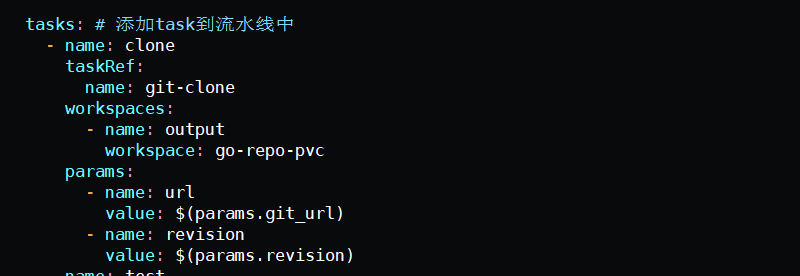 tasks: # 添加task到流水线中
- name: clone
taskRef:
name: git-clone
workspaces:
- name: output
workspace: go-repo-pvc
params:
- name: url
value: $(params.git_url)
- name: revision
value: $(params.revision)
name: test